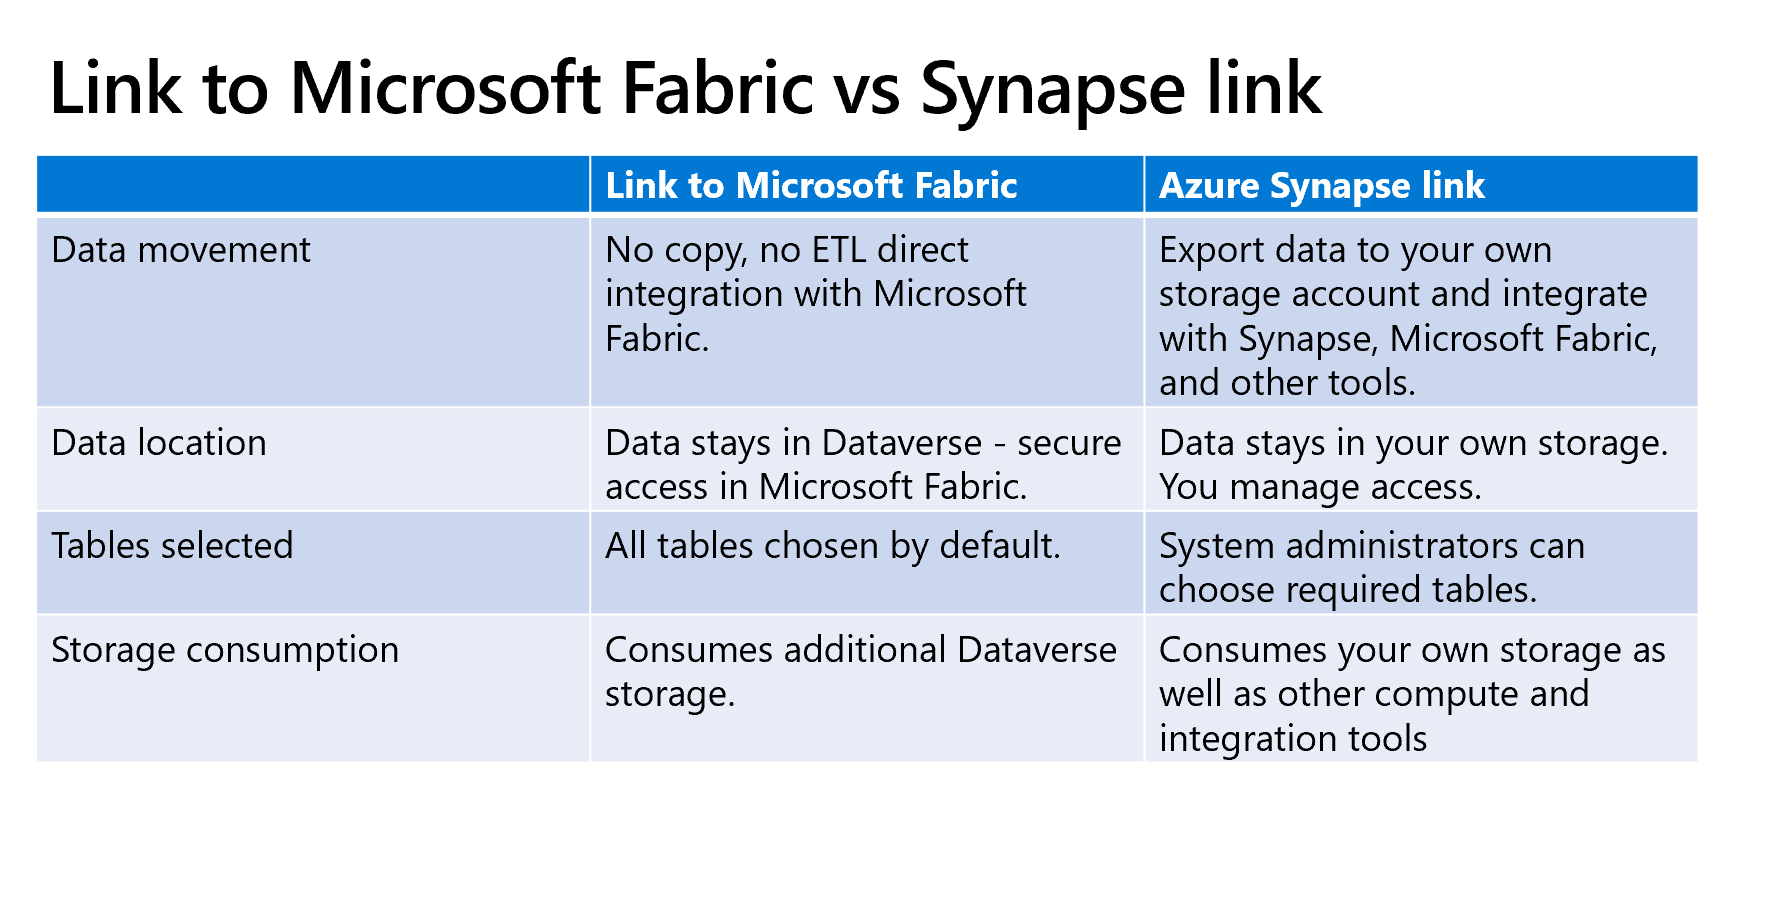 Link to Microsoft Fabric vs Synapse link
Link to Microsoft Fabric
Azure Synapse link
Data movement
No copy, no ETL direct
integration with Microsoft
Fabric.
Export data to your own
storage account and integrate
with Synapse, Microsoft Fabric,
and other tools.
Data location
Data stays in Dataverse - secure
access in Microsoft Fabric.
Data stays in your own storage.
You manage access.
Tables selected
All tables chosen by default.
System administrators can
choose required tables.
Storage consumption
Consumes additional Dataverse
storage.
Consumes your own storage as
well as other compute and
integration tools